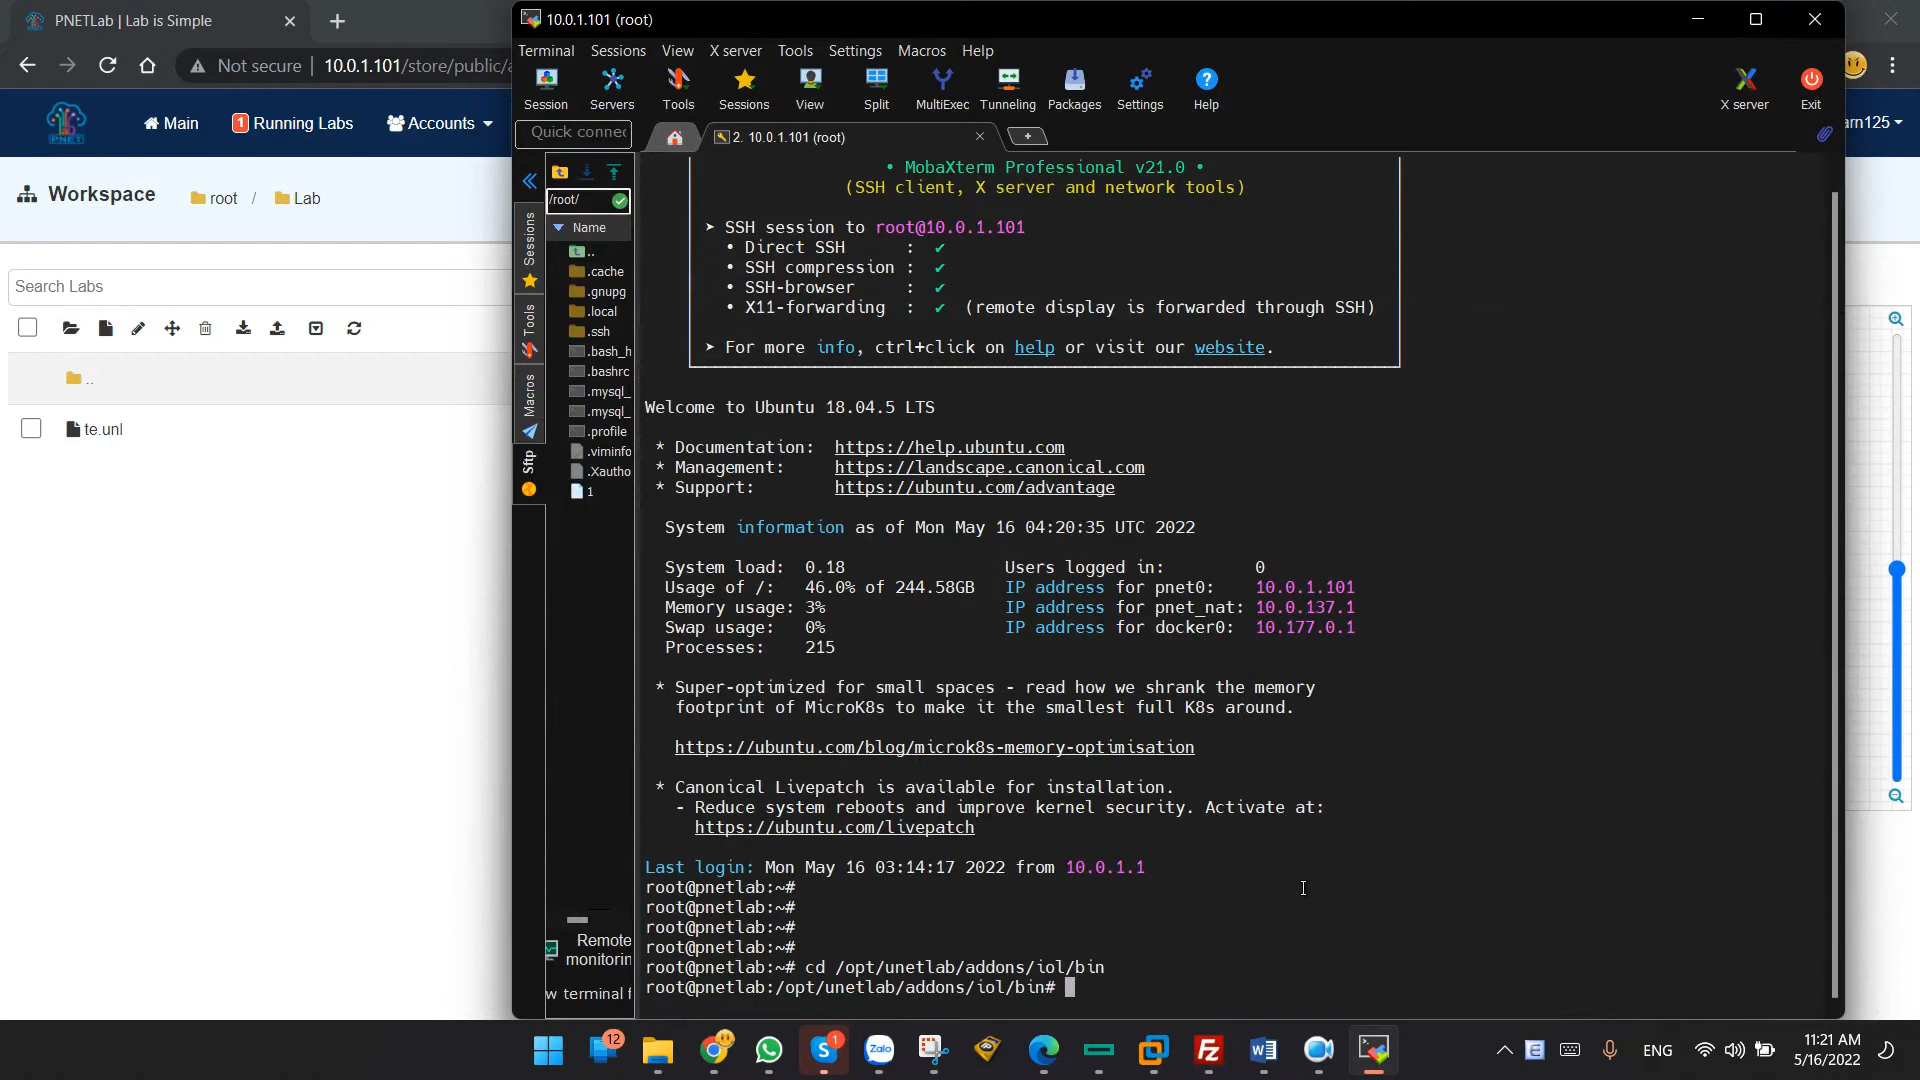 PNETLab | Lab is Simple
Not secure
10.0.1.101/store/public/
PNET
Main
1 Running Labs
Accounts
arn125
Workspace
root / Lab
Search Labs
..
te.unl
10.0.1.101 (root)
Terminal Sessions View X server Tools Settings Macros Help
Session Servers Tools Sessions View Split MultiExec Tunneling Packages Settings Help X server Exit
Quick connec
2. 10.0.1.101 (root)
/root/
Name
..
.cache
.gnupg
.local
.ssh
.bash_h
.bashrc
.mysql_
.mysql_
.profile
.viminfo
.Xautho
1
Sessions
Tools
Macros
Sftp
Remote
monitorin
w terminal f
• MobaXterm Professional v21.0 •
(SSH client, X server and network tools)
➤ SSH session to root@10.0.1.101
• Direct SSH : ✔
• SSH compression : ✔
• SSH-browser : ✔
• X11-forwarding : ✔ (remote display is forwarded through SSH)
➤ For more info, ctrl+click on help or visit our website.
Welcome to Ubuntu 18.04.5 LTS
* Documentation: https://help.ubuntu.com
* Management: https://landscape.canonical.com
* Support: https://ubuntu.com/advantage
System information as of Mon May 16 04:20:35 UTC 2022
System load: 0.18 Users logged in: 0
Usage of /: 46.0% of 244.58GB IP address for pnet0: 10.0.1.101
Memory usage: 3% IP address for pnet_nat: 10.0.137.1
Swap usage: 0% IP address for docker0: 10.177.0.1
Processes: 215
* Super-optimized for small spaces - read how we shrank the memory
footprint of MicroK8s to make it the smallest full K8s around.
https://ubuntu.com/blog/microk8s-memory-optimisation
* Canonical Livepatch is available for installation.
- Reduce system reboots and improve kernel security. Activate at:
https://ubuntu.com/livepatch
Last login: Mon May 16 03:14:17 2022 from 10.0.1.1
root@pnetlab:~#
root@pnetlab:~#
root@pnetlab:~#
root@pnetlab:~#
root@pnetlab:~# cd /opt/unetlab/addons/iol/bin
root@pnetlab:/opt/unetlab/addons/iol/bin#
12
1
Zalo
ENG
11:21 AM
5/16/2022